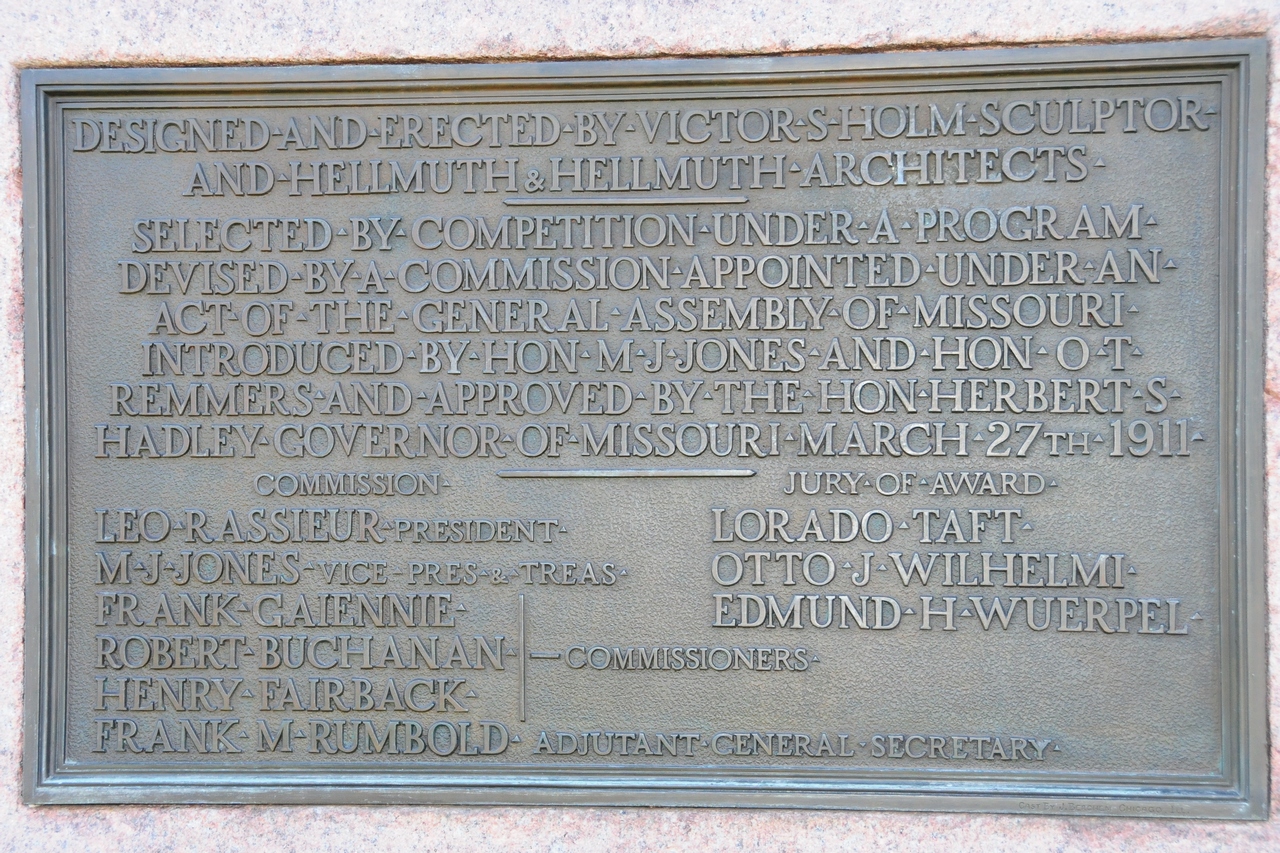 DESIGNED·AND·ERECTED·BY·VICTOR·S·HOLM·SCULPTOR·
AND·HELLMUTH & HELLMUTH·ARCHITECTS·
SELECTED·BY·COMPETITION·UNDER·A·PROGRAM·
DEVISED·BY·A·COMMISSION·APPOINTED·UNDER·AN·
ACT·OF·THE·GENERAL·ASSEMBLY·OF·MISSOURI·
INTRODUCED·BY·HON·M·J·JONES·AND·HON·O·T·
REMMERS·AND·APPROVED·BY·THE·HON·HERBERT·S·
HADLEY·GOVERNOR·OF·MISSOURI·MARCH·27TH·1911·
COMMISSION· JURY·OF·AWARD·
LEO·RASSIEUR·PRESIDENT· LORADO·TAFT·
M·J·JONES·VICE-PRES·&·TREAS· OTTO·J·WILHELMI·
FRANK·GAIENNIE· EDMUND·H·WUERPEL·
ROBERT·BUCHANAN·—COMMISSIONERS·
HENRY·FAIRBACK·
FRANK·M·RUMBOLD· ADJUTANT·GENERAL·SECRETARY·
CAST BY